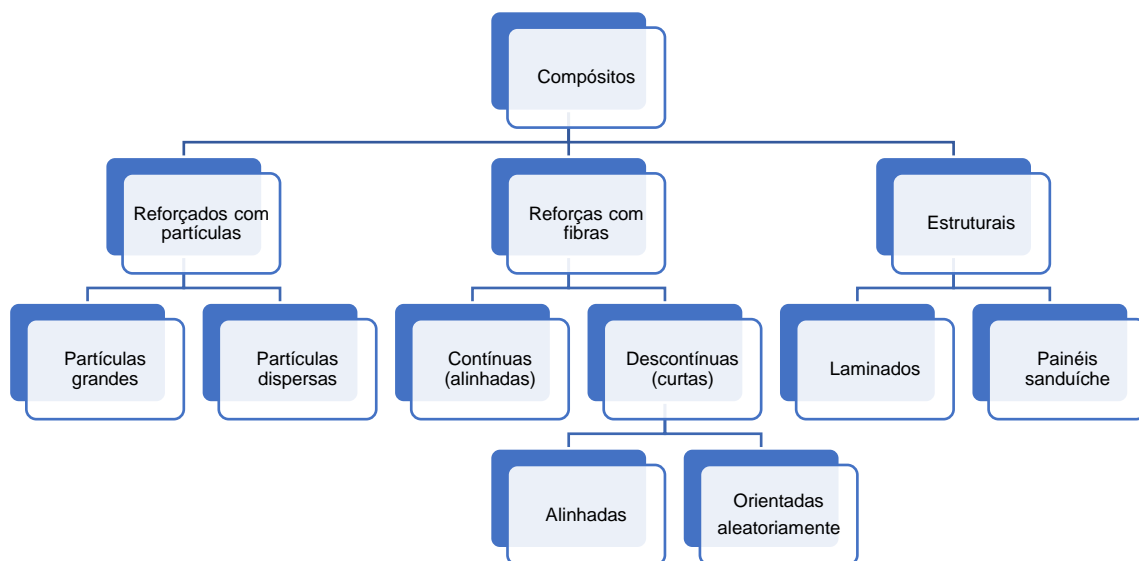 Compósitos
Reforçados com
partículas
Reforças com
fibras
Estruturais
Partículas
grandes
Partículas
dispersas
Contínuas
(alinhadas)
Descontínuas
(curtas)
Laminados
Painéis
sanduíche
Alinhadas
Orientadas
aleatoriamente